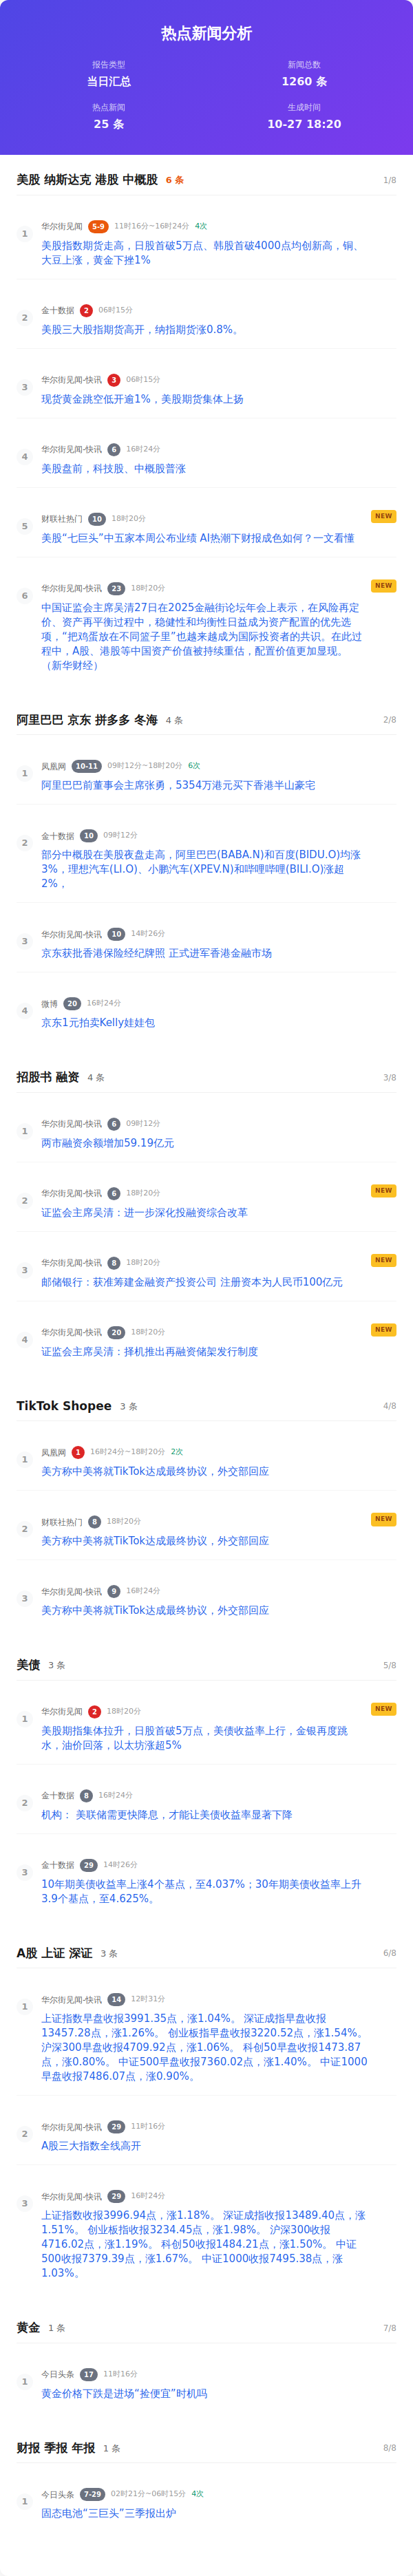 热点新闻分析
报告类型
当日汇总
新闻总数
1260 条
热点新闻
25 条
生成时间
10-27 18:20
美股 纳斯达克 港股 中概股 6 条 1/8
1
华尔街见闻 5-9 11时16分~16时24分 4次
美股指数期货走高，日股首破5万点、韩股首破4000点均创新高，铜、
大豆上涨，黄金下挫1%
2
金十数据 2 06时15分
美股三大股指期货高开，纳指期货涨0.8%。
3
华尔街见闻-快讯 3 06时15分
现货黄金跳空低开逾1%，美股期货集体上扬
4
华尔街见闻-快讯 6 16时24分
美股盘前，科技股、中概股普涨
5
财联社热门 10 18时20分 NEW
美股“七巨头”中五家本周公布业绩 AI热潮下财报成色如何？一文看懂
6
华尔街见闻-快讯 23 18时20分 NEW
中国证监会主席吴清27日在2025金融街论坛年会上表示，在风险再定
价、资产再平衡过程中，稳健性和均衡性日益成为资产配置的优先选
项，“把鸡蛋放在不同篮子里”也越来越成为国际投资者的共识。在此过
程中，A股、港股等中国资产价值被持续重估，配置价值更加显现。
（新华财经）
阿里巴巴 京东 拼多多 冬海 4 条 2/8
1
凤凰网 10-11 09时12分~18时20分 6次
阿里巴巴前董事会主席张勇，5354万港元买下香港半山豪宅
2
金十数据 10 09时12分
部分中概股在美股夜盘走高，阿里巴巴(BABA.N)和百度(BIDU.O)均涨
3%，理想汽车(LI.O)、小鹏汽车(XPEV.N)和哔哩哔哩(BILI.O)涨超
2%，
3
华尔街见闻-快讯 10 14时26分
京东获批香港保险经纪牌照 正式进军香港金融市场
4
微博 20 16时24分
京东1元拍卖Kelly娃娃包
招股书 融资 4 条 3/8
1
华尔街见闻-快讯 6 09时12分
两市融资余额增加59.19亿元
2
华尔街见闻-快讯 6 18时20分 NEW
证监会主席吴清：进一步深化投融资综合改革
3
华尔街见闻-快讯 8 18时20分 NEW
邮储银行：获准筹建金融资产投资公司 注册资本为人民币100亿元
4
华尔街见闻-快讯 20 18时20分 NEW
证监会主席吴清：择机推出再融资储架发行制度
TikTok Shopee 3 条 4/8
1
凤凰网 1 16时24分~18时20分 2次
美方称中美将就TikTok达成最终协议，外交部回应
2
财联社热门 8 18时20分 NEW
美方称中美将就TikTok达成最终协议，外交部回应
3
华尔街见闻-快讯 9 16时24分
美方称中美将就TikTok达成最终协议，外交部回应
美债 3 条 5/8
1
华尔街见闻 2 18时20分 NEW
美股期指集体拉升，日股首破5万点，美债收益率上行，金银再度跳
水，油价回落，以太坊涨超5%
2
金十数据 8 16时24分
机构： 美联储需更快降息，才能让美债收益率显著下降
3
金十数据 29 14时26分
10年期美债收益率上涨4个基点，至4.037%；30年期美债收益率上升
3.9个基点，至4.625%。
A股 上证 深证 3 条 6/8
1
华尔街见闻-快讯 14 12时31分
上证指数早盘收报3991.35点，涨1.04%。 深证成指早盘收报
13457.28点，涨1.26%。 创业板指早盘收报3220.52点，涨1.54%。
沪深300早盘收报4709.92点，涨1.06%。 科创50早盘收报1473.87
点，涨0.80%。 中证500早盘收报7360.02点，涨1.40%。 中证1000
早盘收报7486.07点，涨0.90%。
2
华尔街见闻-快讯 29 11时16分
A股三大指数全线高开
3
华尔街见闻-快讯 29 16时24分
上证指数收报3996.94点，涨1.18%。 深证成指收报13489.40点，涨
1.51%。 创业板指收报3234.45点，涨1.98%。 沪深300收报
4716.02点，涨1.19%。 科创50收报1484.21点，涨1.50%。 中证
500收报7379.39点，涨1.67%。 中证1000收报7495.38点，涨
1.03%。
黄金 1 条 7/8
1
今日头条 17 11时16分
黄金价格下跌是进场“捡便宜”时机吗
财报 季报 年报 1 条 8/8
1
今日头条 7-29 02时21分~06时15分 4次
固态电池“三巨头”三季报出炉